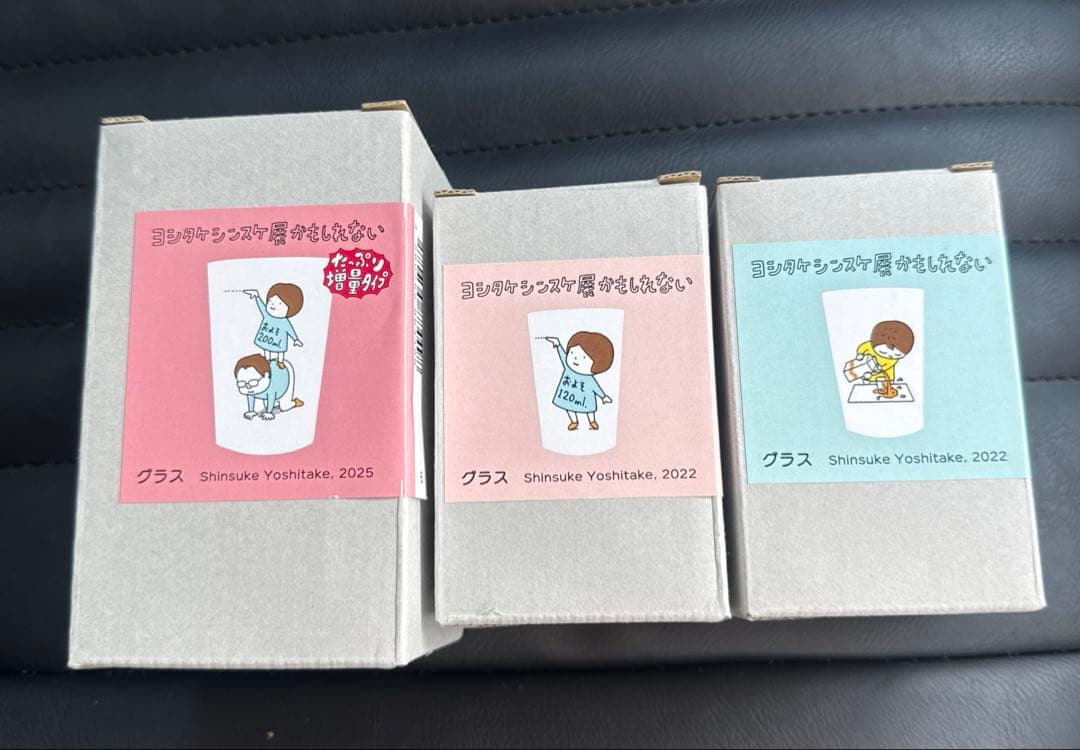 ヨシタケシンスケ展かもしれない
たっぷり
増量タイプ
およそ
200ml.
グラス Shinsuke Yoshitake, 2025
ヨシタケシンスケ展かもしれない
およそ
120ml.
グラス Shinsuke Yoshitake, 2022
ヨシタケシンスケ展かもしれない
グラス Shinsuke Yoshitake, 2022